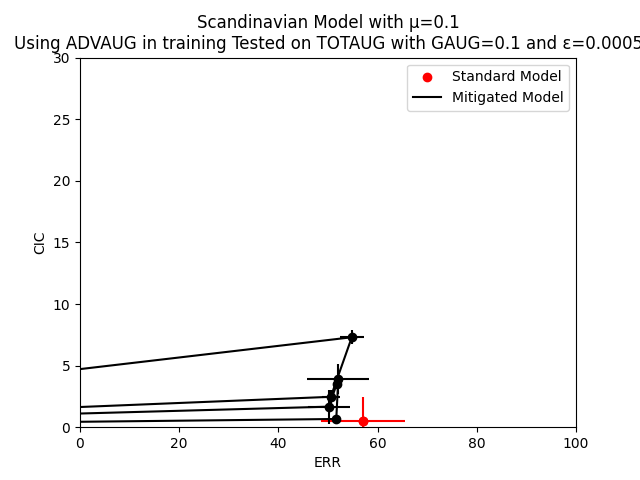 Scandinavian Model with μ=0.1
Using ADVAUG in training Tested on TOTAUG with GAUG=0.1 and ε=0.0005
30
25
20
15
10
5
0
CIC
Standard Model
Mitigated Model
0 20 40 60 80 100
ERR